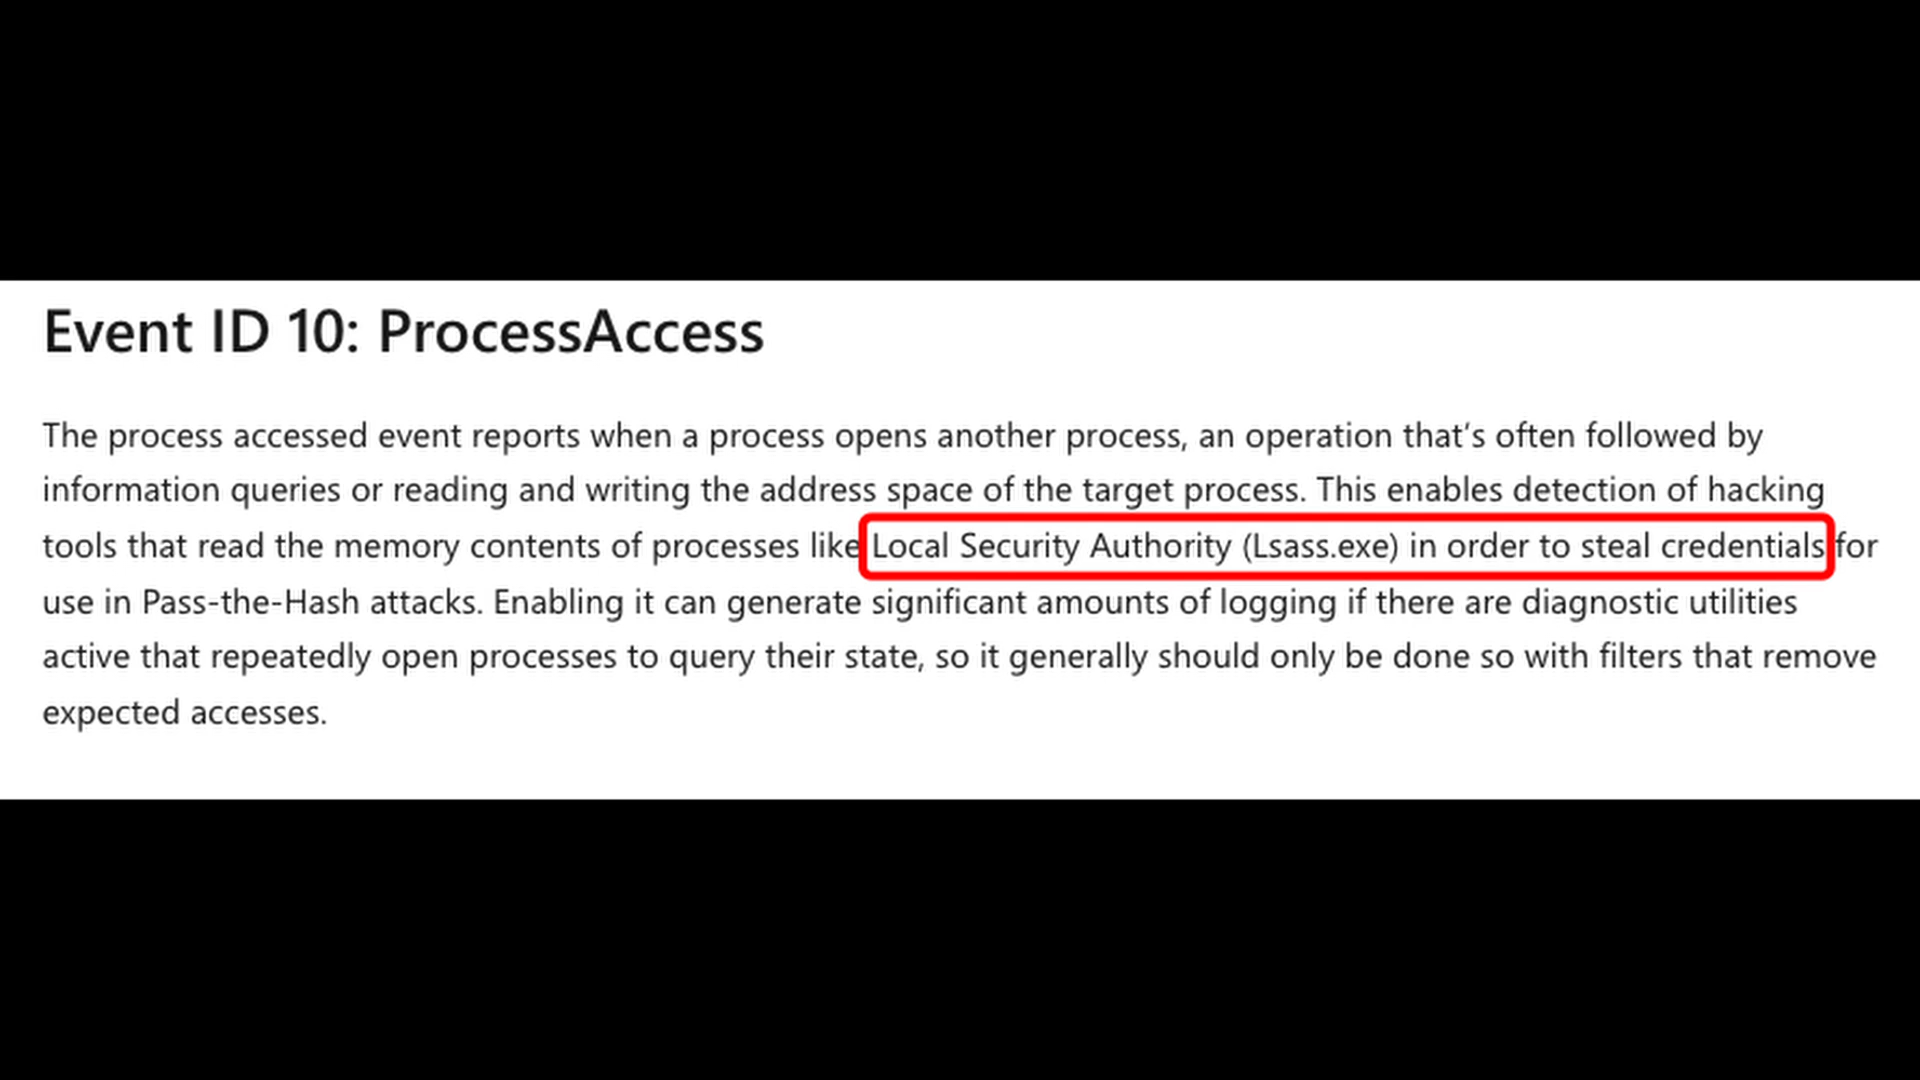 Event ID 10: ProcessAccess
The process accessed event reports when a process opens another process, an operation that's often followed by
information queries or reading and writing the address space of the target process. This enables detection of hacking
tools that read the memory contents of processes like Local Security Authority (Lsass.exe) in order to steal credentials for
use in Pass-the-Hash attacks. Enabling it can generate significant amounts of logging if there are diagnostic utilities
active that repeatedly open processes to query their state, so it generally should only be done so with filters that remove
expected accesses.